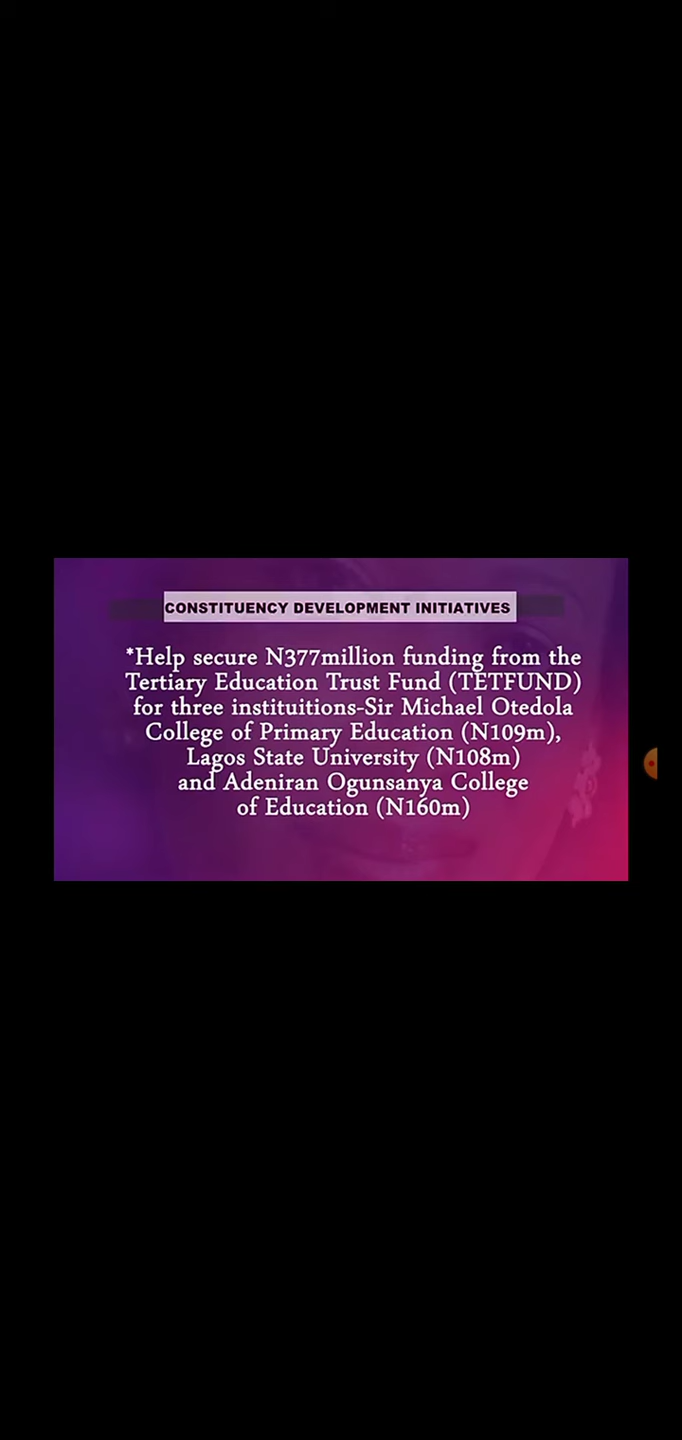 CONSTITUENCY DEVELOPMENT INITIATIVES
*Help secure N377million funding from the
Tertiary Education Trust Fund (TETFUND)
for three instituitions-Sir Michael Otedola
College of Primary Education (N109m),
Lagos State University (N108m)
and Adeniran Ogunsanya College
of Education (N160m)